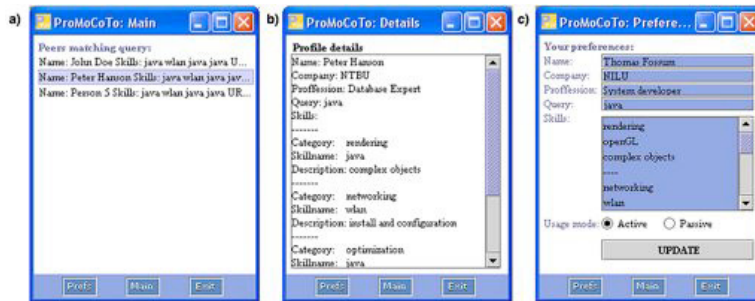 a)
ProMoCoTo: Main
Peers matching query:
Name: John Doe Skills: java wlan java java U...
Name: Peter Hanson Skills: java wlan java jav...
Name: Person 5 Skills: java wlan java java UR...
Prefs Main Exit
b)
ProMoCoTo: Details
Profile details
Name: Peter Hanson
Company: NTBU
Proffession: Database Expert
Query: java
Skills:
-------
Category: rendering
Skillname: java
Description: complex objects
-------
Category: networking
Skillname: wlan
Description: install and configuration
-------
Category: optimization
Skillname: java
Prefs Main Exit
c)
ProMoCoTo: Prefere...
Your preferences:
Name: Thomas Fossum
Company: NILU
Proffession: System developer
Query: java
Skills:
rendering
openGL
complex objects
----
networking
wlan
Usage mode: Active Passive
UPDATE
Prefs Main Exit